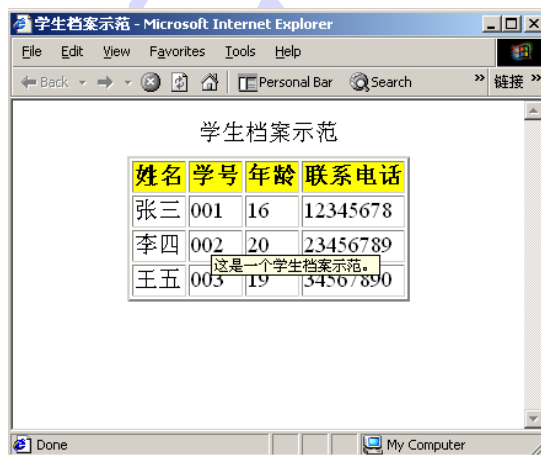 学生档案示范 - Microsoft Internet Explorer
File Edit View Favorites Tools Help
Back Personal Bar Search » 链接 »
学生档案示范
姓名 学号 年龄 联系电话
张三 001 16 12345678
李四 002 20 23456789
这是一个学生档案示范。
王五 003 19 34567890
Done My Computer